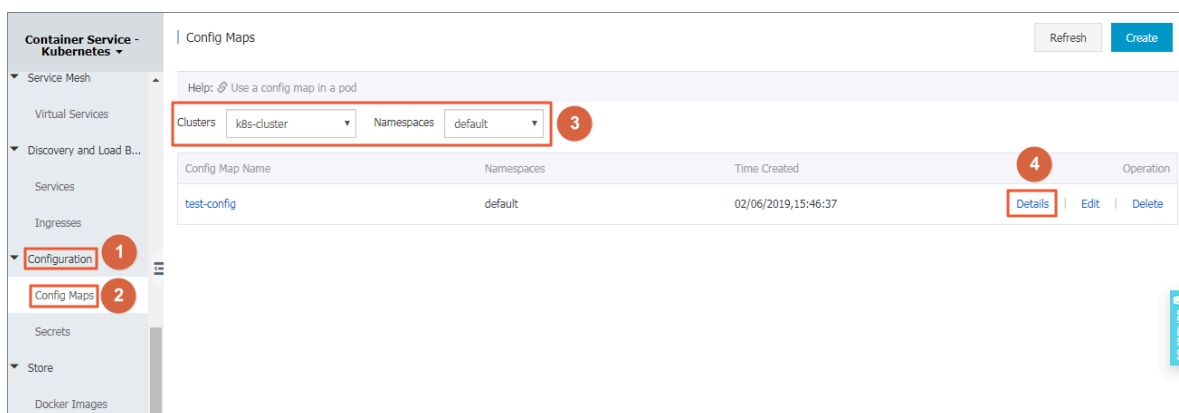 Container Service -
Kubernetes
Config Maps
Refresh
Create
Service Mesh
Help: Use a config map in a pod
Virtual Services
Clusters k8s-cluster Namespaces default 3
Discovery and Load B...
Config Map Name Namespaces Time Created 4 Operation
Services
test-config default 02/06/2019,15:46:37 Details | Edit | Delete
Ingresses
Configuration 1
Config Maps 2
Secrets
Store
Docker Images